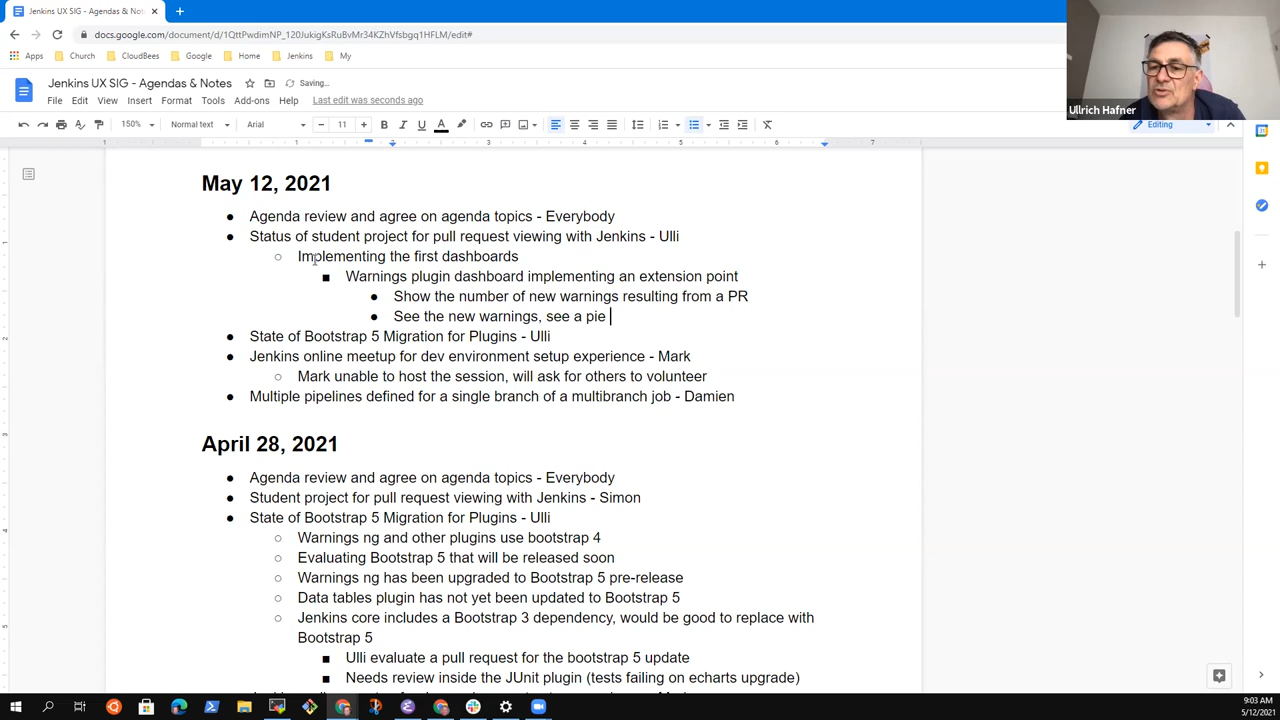 Jenkins UX SIG - Agendas & Not
docs.google.com/document/d/1QttPwdimNP_120JukigKsRuBvMr34KZhVfsbgq1HFLM/edit#
Apps Church CloudBees Google Home Jenkins My
Jenkins UX SIG - Agendas & Notes Saving...
File Edit View Insert Format Tools Add-ons Help Last edit was seconds ago
Ullrich Hafner
150% Normal text Arial 11 Editing
May 12, 2021
Agenda review and agree on agenda topics - Everybody
Status of student project for pull request viewing with Jenkins - Ulli
Implementing the first dashboards
Warnings plugin dashboard implementing an extension point
Show the number of new warnings resulting from a PR
See the new warnings, see a pie
State of Bootstrap 5 Migration for Plugins - Ulli
Jenkins online meetup for dev environment setup experience - Mark
Mark unable to host the session, will ask for others to volunteer
Multiple pipelines defined for a single branch of a multibranch job - Damien
April 28, 2021
Agenda review and agree on agenda topics - Everybody
Student project for pull request viewing with Jenkins - Simon
State of Bootstrap 5 Migration for Plugins - Ulli
Warnings ng and other plugins use bootstrap 4
Evaluating Bootstrap 5 that will be released soon
Warnings ng has been upgraded to Bootstrap 5 pre-release
Data tables plugin has not yet been updated to Bootstrap 5
Jenkins core includes a Bootstrap 3 dependency, would be good to replace with
Bootstrap 5
Ulli evaluate a pull request for the bootstrap 5 update
Needs review inside the JUnit plugin (tests failing on echarts upgrade)
9:03 AM
5/12/2021